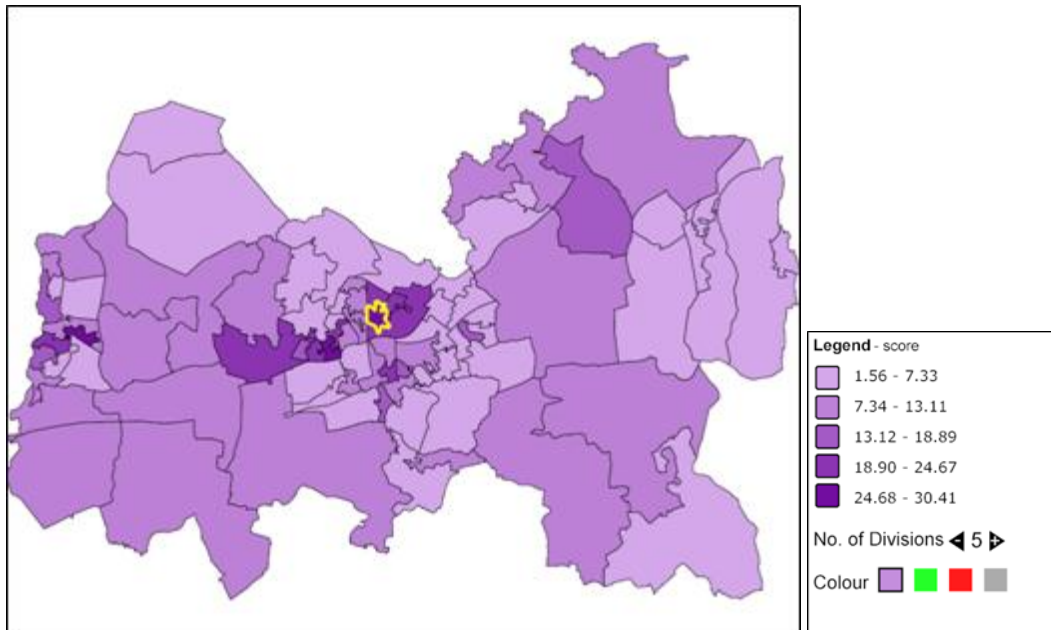 Legend - score
1.56 - 7.33
7.34 - 13.11
13.12 - 18.89
18.90 - 24.67
24.68 - 30.41
No. of Divisions 5
Colour